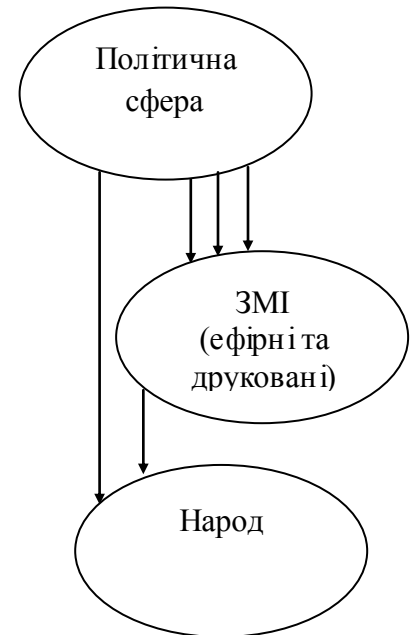 Політична
сфера
ЗМІ
(ефірні та
друковані)
Народ